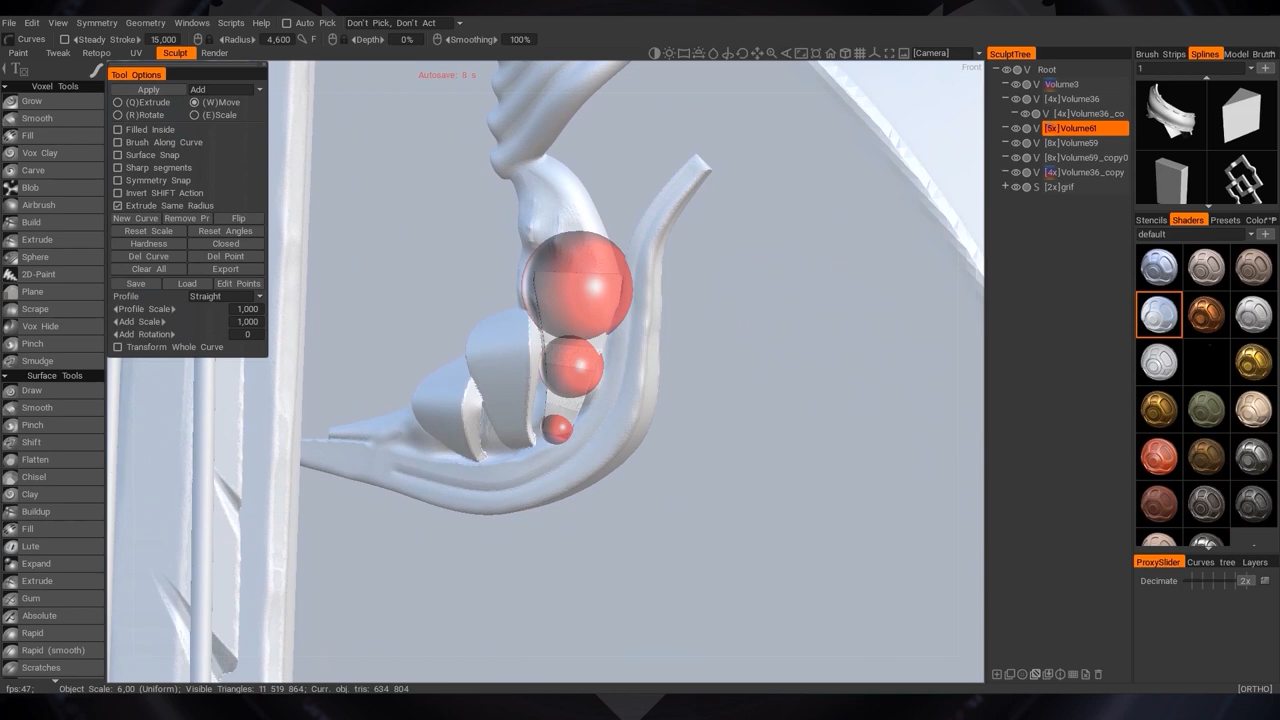 File Edit View Symmetry Geometry Windows Scripts Help Auto Pick Don't Pick, Don't Act
Curves Steady Stroke 15,000 Radius 4,600 F Depth 0% Smoothing 100%
Paint Tweak Retopo UV Sculpt Render [Camera] SculptTree Brush Strips Splines Model Brush
Autosave: 8 s
Front
Tool Options
Apply Add
(Q)Extrude (W)Move
(R)Rotate (E)Scale
Filled Inside
Brush Along Curve
Surface Snap
Sharp segments
Symmetry Snap
Invert SHIFT Action
Extrude Same Radius
New Curve Remove Pr Flip
Reset Scale Reset Angles
Hardness Closed
Del Curve Del Point
Clear All Export
Save Load Edit Points
Profile Straight
Profile Scale 1,000
Add Scale 1,000
Add Rotation 0
Transform Whole Curve
Voxel Tools
Grow
Smooth
Fill
Vox Clay
Carve
Blob
Airbrush
Build
Extrude
Sphere
2D-Paint
Plane
Scrape
Vox Hide
Pinch
Smudge
Surface Tools
Draw
Smooth
Pinch
Shift
Flatten
Chisel
Clay
Buildup
Fill
Lute
Expand
Extrude
Gum
Absolute
Rapid
Rapid (smooth)
Scratches
V Root
V Volume3
V [4x]Volume36
V [4x]Volume36_co
V [5x]Volume61
V [8x]Volume59
V [8x]Volume59_copy0
V [4x]Volume36_copy
S [2x]grif
1
Stencils Shaders Presets Color
default
ProxySlider Curves tree Layers
Decimate 2x
fps:47; Object Scale: 6,00 (Uniform); Visible Triangles: 11 519 864; Curr. obj. tris: 634 804
[ORTHO]